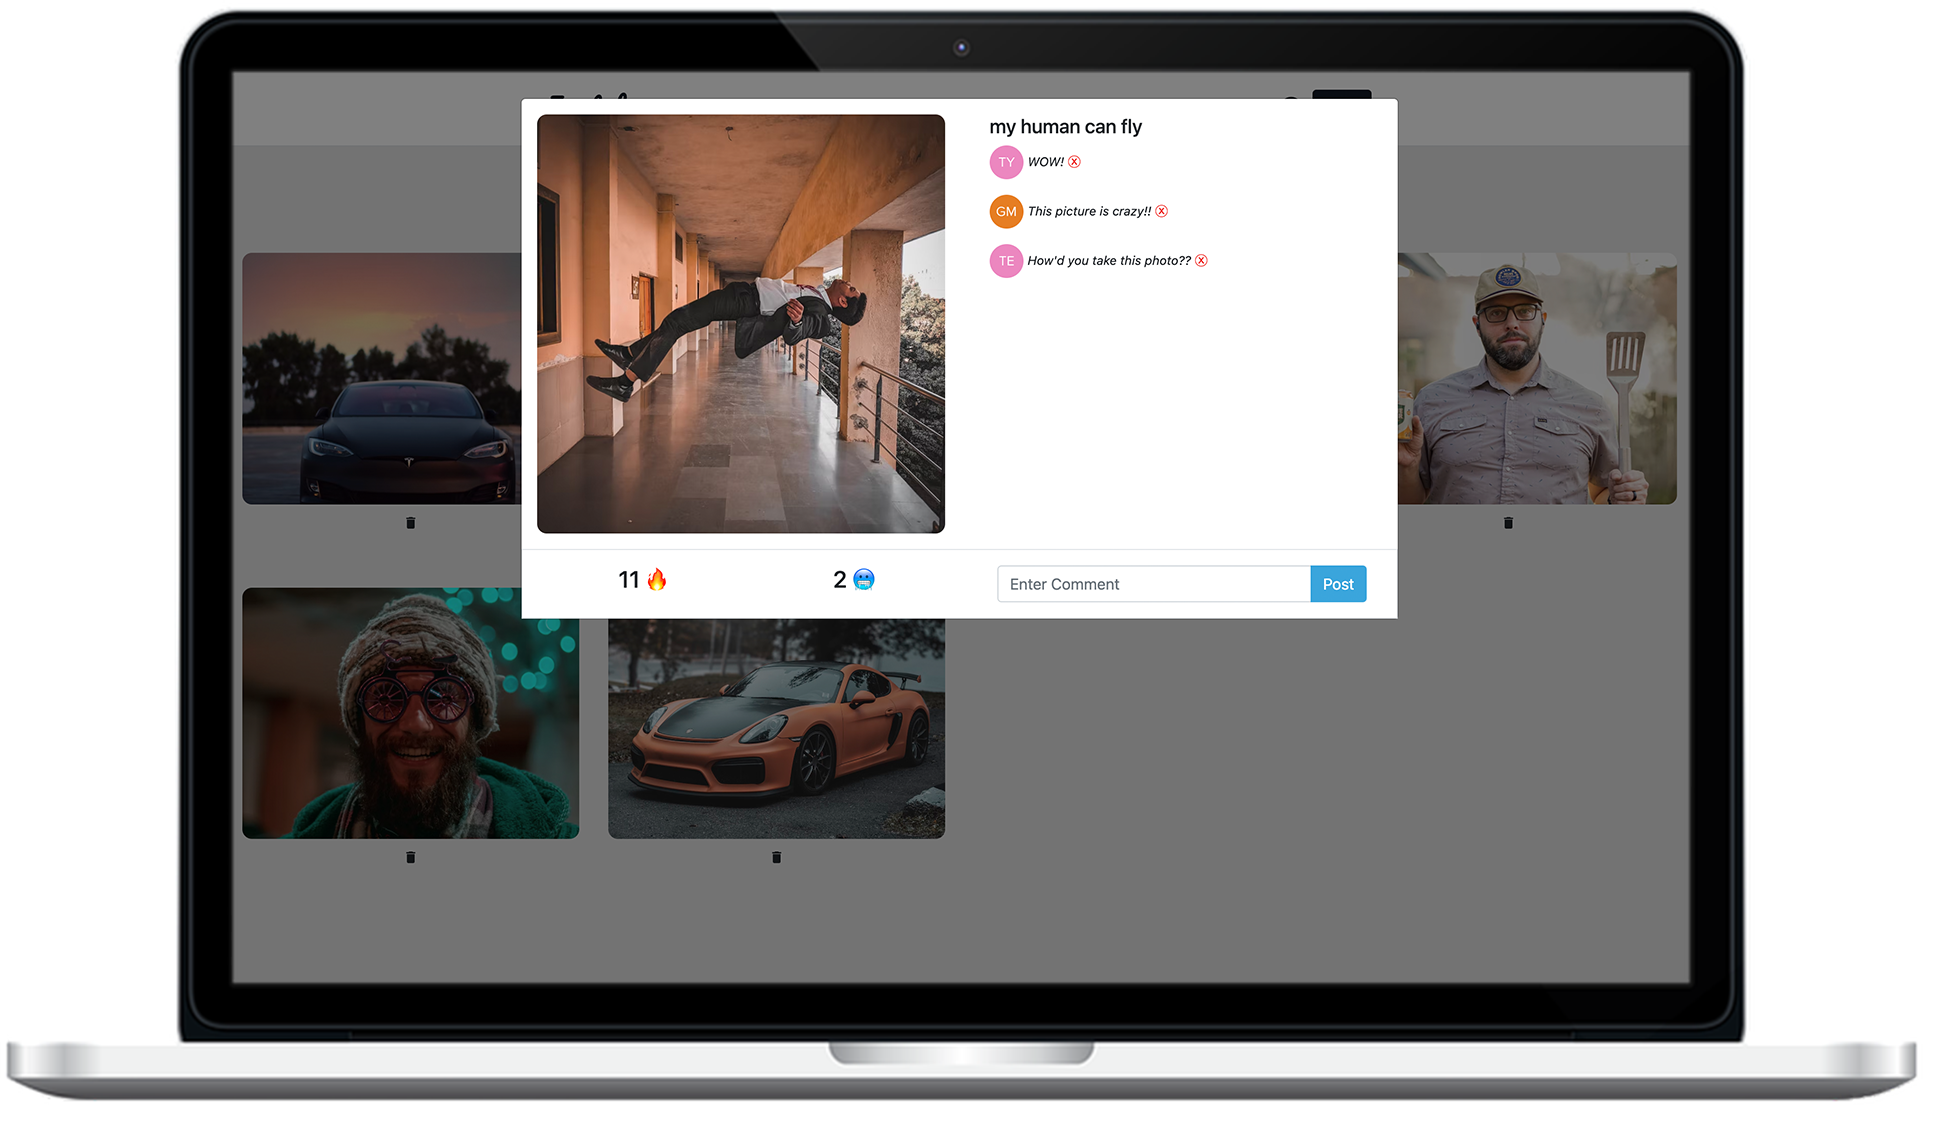 my human can fly
TY WOW! ⓧ
GM This picture is crazy!! ⓧ
TE How'd you take this photo?? ⓧ
11 🔥 2 🥶
Enter Comment Post